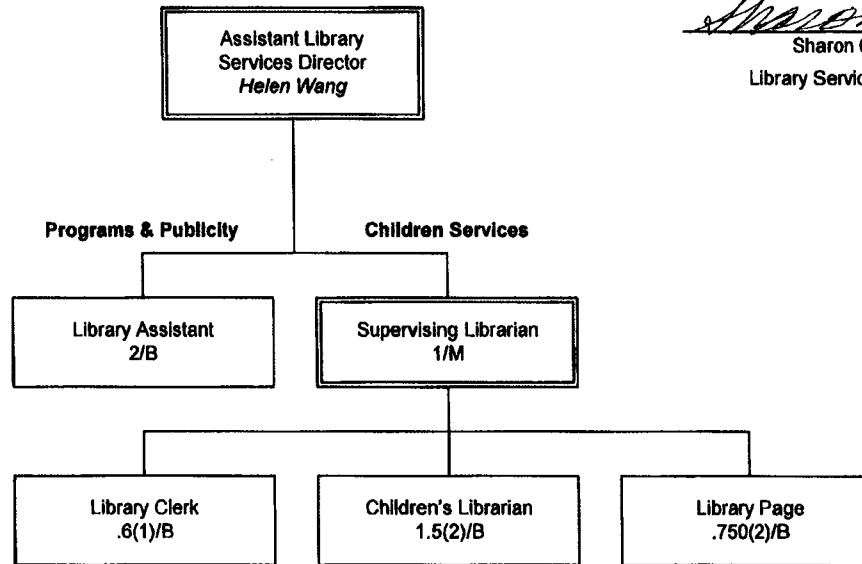 Assistant Library
Services Director
Helen Wang
Sharon
Library
Programs & Publicity
Children Services
Library Assistant
2/B
Supervising Librarian
1/M
Library Clerk
.6(1)/B
Children's Librarian
1.5(2)/B
Library Page
.750(2)/B